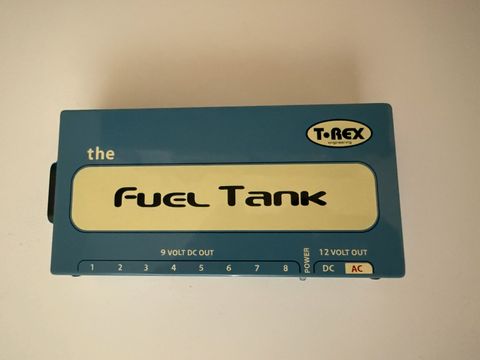 T•REX
engineering
the
FUEL TANK
9 VOLT DC OUT
12 VOLT OUT
1 2 3 4 5 6 7 8
POWER
DC AC